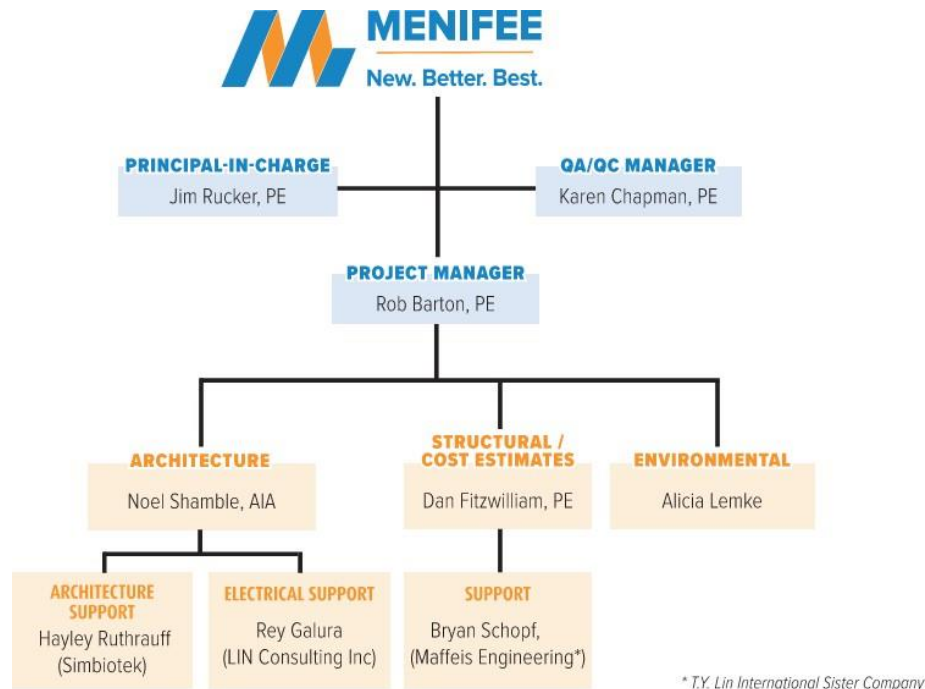 MENIFEE
New. Better. Best.
PRINCIPAL-IN-CHARGE
Jim Rucker, PE
QA/QC MANAGER
Karen Chapman, PE
PROJECT MANAGER
Rob Barton, PE
ARCHITECTURE
Noel Shamble, AIA
STRUCTURAL /
COST ESTIMATES
Dan Fitzwilliam, PE
ENVIRONMENTAL
Alicia Lemke
ARCHITECTURE
SUPPORT
Hayley Ruthrauff
(Simbiotek)
ELECTRICAL SUPPORT
Rey Galura
(LIN Consulting Inc)
SUPPORT
Bryan Schopf,
(Maffeis Engineering*)
* T.Y. Lin International Sister Company